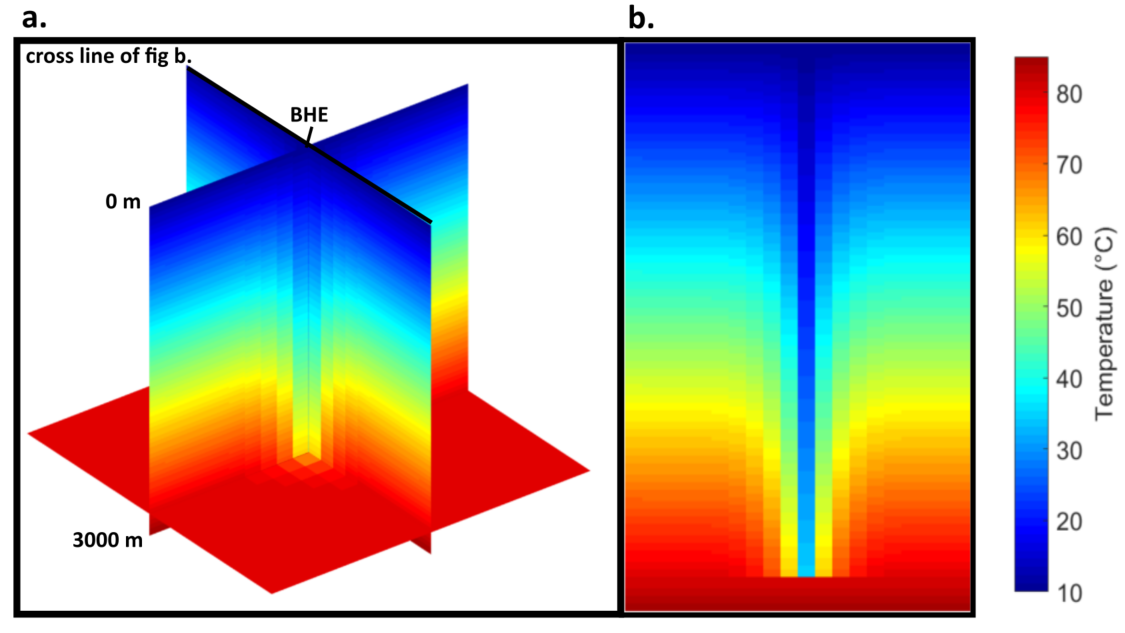 a.
b.
cross line of fig b.
BHE
0 m
3000 m
80
70
60
50
40
30
20
10
Temperature (°C)